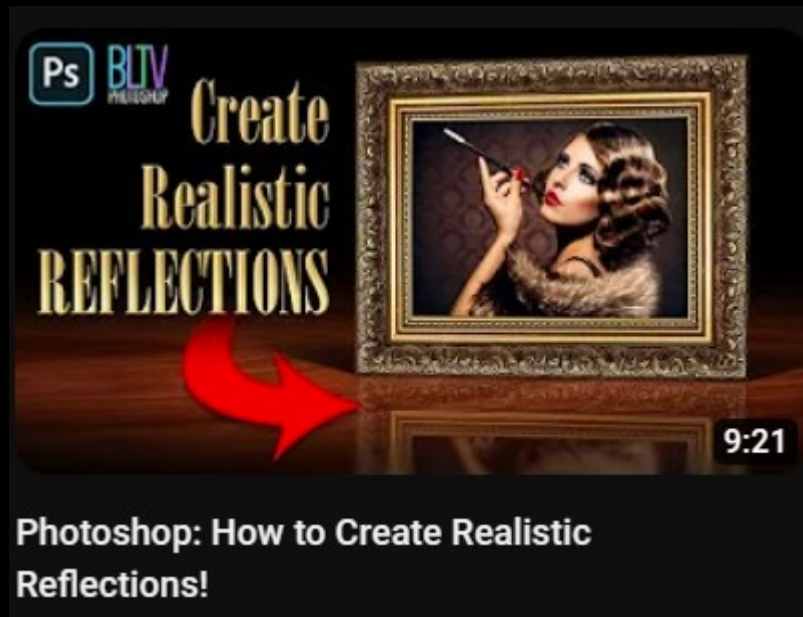 Ps
BLTV
PHOTOSHOP
Create
Realistic
REFLECTIONS
9:21
Photoshop: How to Create Realistic
Reflections!